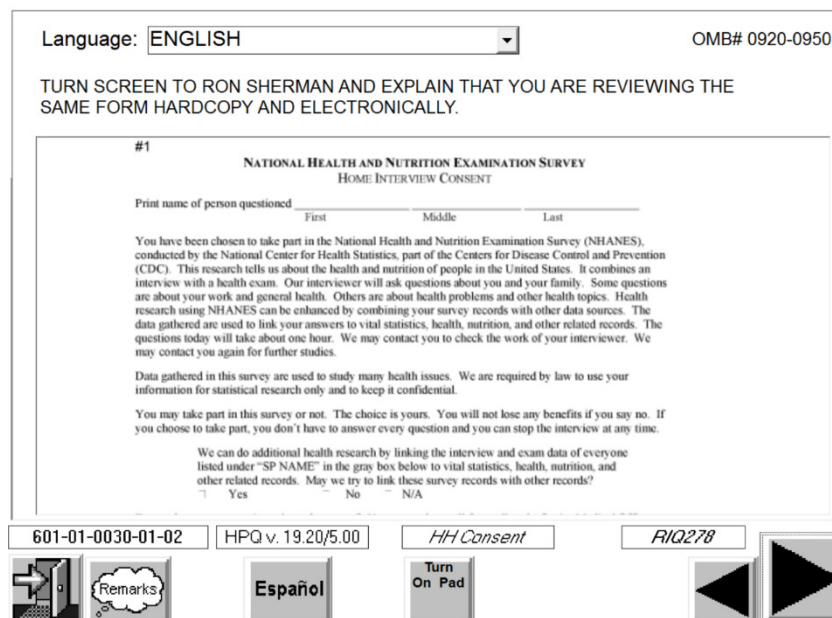 Language: ENGLISH
OMB# 0920-0950
TURN SCREEN TO RON SHERMAN AND EXPLAIN THAT YOU ARE REVIEWING THE
SAME FORM HARDCOPY AND ELECTRONICALLY.
#1
NATIONAL HEALTH AND NUTRITION EXAMINATION SURVEY
HOME INTERVIEW CONSENT
Print name of person questioned
First Middle Last
You have been chosen to take part in the National Health and Nutrition Examination Survey (NHANES),
conducted by the National Center for Health Statistics, part of the Centers for Disease Control and Prevention
(CDC). This research tells us about the health and nutrition of people in the United States. It combines an
interview with a health exam. Our interviewer will ask questions about you and your family. Some questions
are about your work and general health. Others are about health problems and other health topics. Health
research using NHANES can be enhanced by combining your survey records with other data sources. The
data gathered are used to link your answers to vital statistics, health, nutrition, and other related records. The
questions today will take about one hour. We may contact you to check the work of your interviewer. We
may contact you again for further studies.
Data gathered in this survey are used to study many health issues. We are required by law to use your
information for statistical research only and to keep it confidential.
You may take part in this survey or not. The choice is yours. You will not lose any benefits if you say no. If
you choose to take part, you don't have to answer every question and you can stop the interview at any time.
We can do additional health research by linking the interview and exam data of everyone
listed under "SP NAME" in the gray box below to vital statistics, health, nutrition, and
other related records. May we try to link these survey records with other records?
Yes No N/A
601-01-0030-01-02 HPQ v. 19.20/5.00 HH Consent RIQ278
Remarks
Español
Turn
On Pad